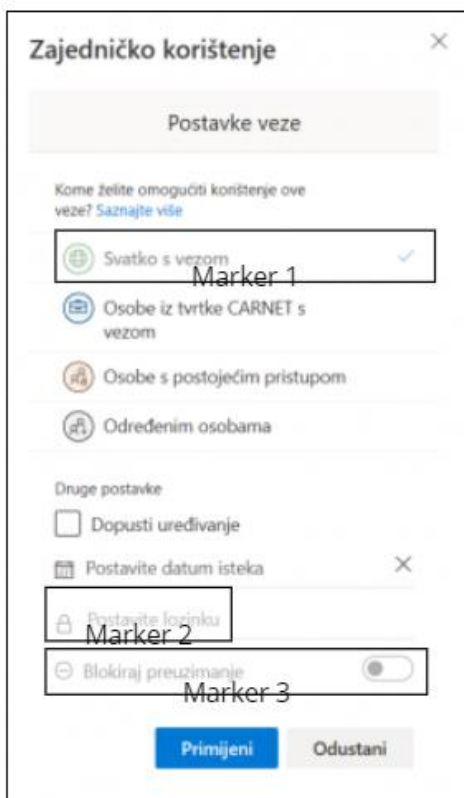 Zajedničko korištenje
Postavke veze
Kome želite omogućiti korištenje ove
veze? Saznajte više
Svatko s vezom
Marker 1
Osobe iz tvrtke CARNET s
vezom
Osobe s postojećim pristupom
Određenim osobama
Druge postavke
Dopusti uređivanje
Postavite datum isteka
Postavite lozinku
Marker 2
Blokiraj preuzimanje
Marker 3
Primijeni Odustani